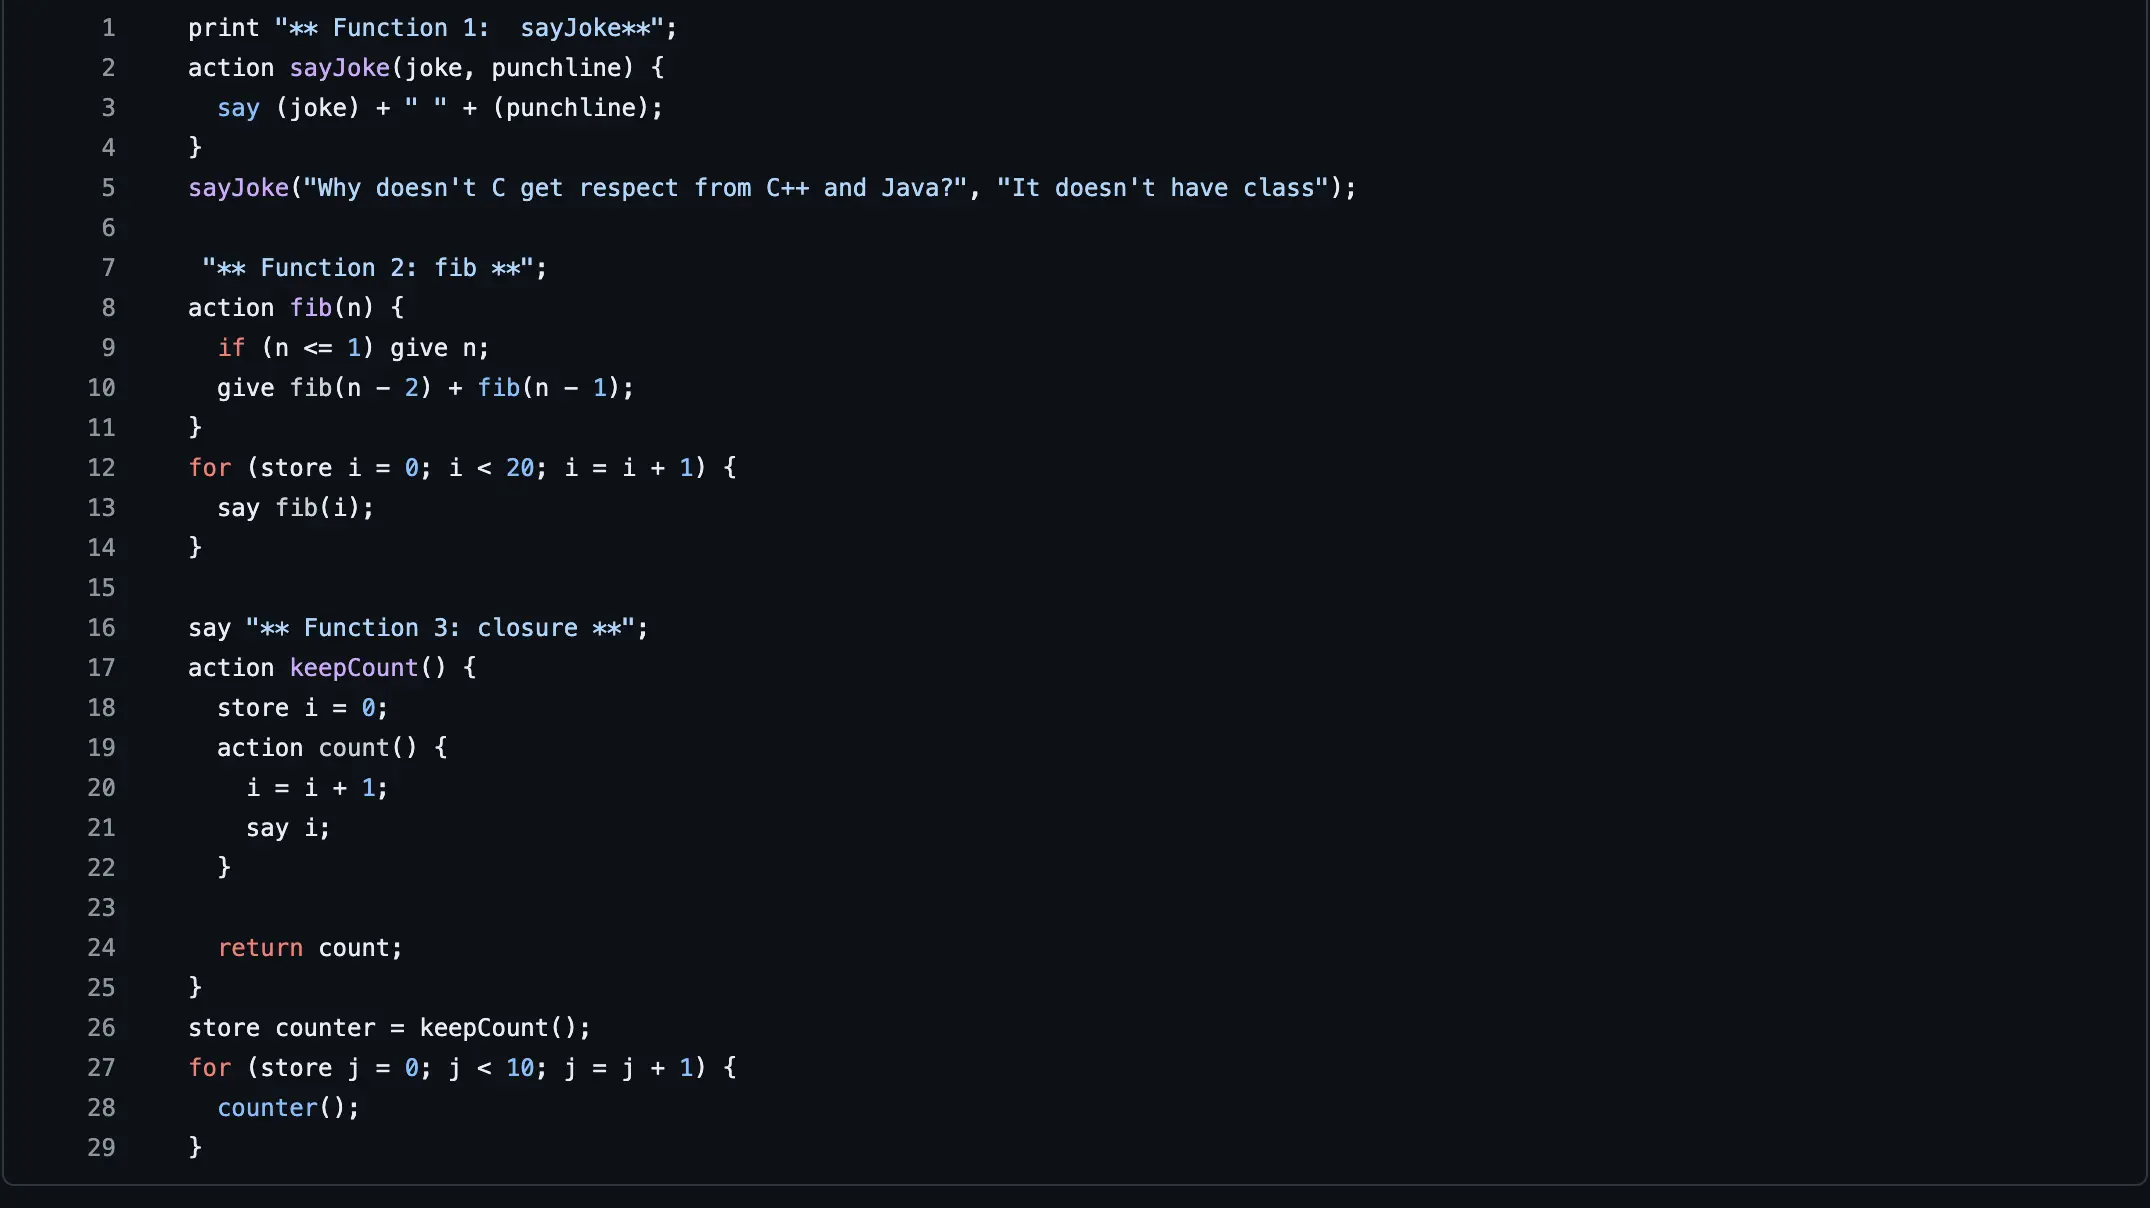 1 print "** Function 1:  sayJoke**";
2 action sayJoke(joke, punchline) {
3   say (joke) + " " + (punchline);
4 }
5 sayJoke("Why doesn't C get respect from C++ and Java?", "It doesn't have class");
6
7  "** Function 2: fib **";
8 action fib(n) {
9   if (n <= 1) give n;
10   give fib(n - 2) + fib(n - 1);
11 }
12 for (store i = 0; i < 20; i = i + 1) {
13   say fib(i);
14 }
15
16 say "** Function 3: closure **";
17 action keepCount() {
18   store i = 0;
19   action count() {
20     i = i + 1;
21     say i;
22   }
23
24   return count;
25 }
26 store counter = keepCount();
27 for (store j = 0; j < 10; j = j + 1) {
28   counter();
29 }